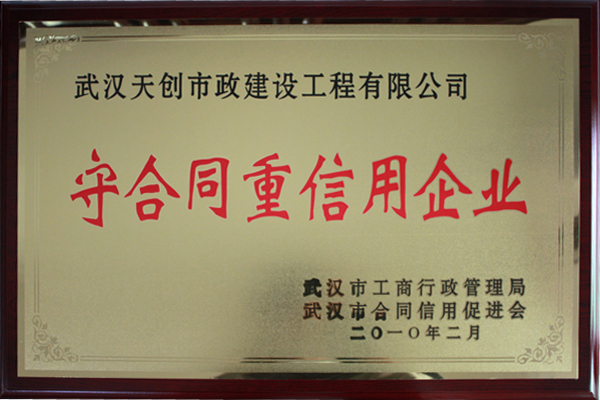 武汉天创市政建设工程有限公司
守合同重信用企业
武汉市工商行政管理局
武汉市合同信用促进会
二〇一〇年二月